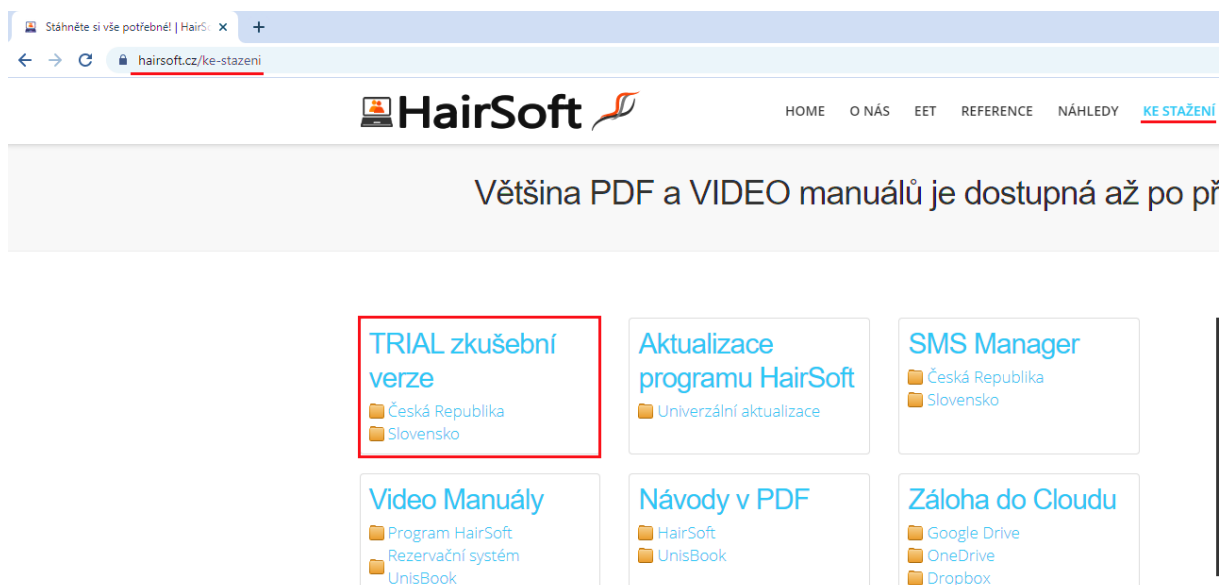 Stáhněte si vše potřebné! | HairSo
hairsoft.cz/ke-stazeni
HairSoft
HOME O NÁS EET REFERENCE NÁHLEDY KE STAŽENÍ
Většina PDF a VIDEO manuálů je dostupná až po př
TRIAL zkušební
verze
Česká Republika
Slovensko
Aktualizace
programu HairSoft
Univerzální aktualizace
SMS Manager
Česká Republika
Slovensko
Video Manuály
Program HairSoft
Rezervační systém
UnisBook
Návody v PDF
HairSoft
UnisBook
Záloha do Cloudu
Google Drive
OneDrive
Dropbox